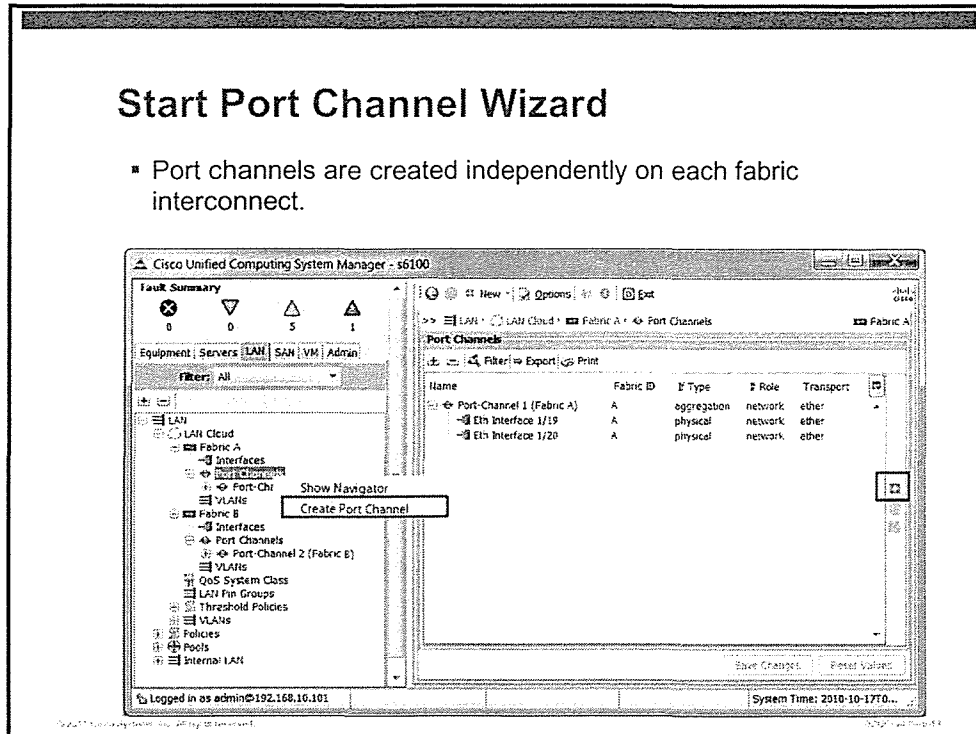 Start Port Channel Wizard
▪ Port channels are created independently on each fabric
interconnect.
Cisco Unified Computing System Manager - s6100
Fault Summary
0 0 5 1
Equipment Servers LAN SAN VM Admin
Filter: All
LAN
LAN Cloud
Fabric A
Interfaces
Port Channels
Port-Ch
VLANs
Fabric B
Interfaces
Port Channels
Port-Channel 2 (Fabric B)
VLANs
QoS System Class
LAN Pin Groups
Threshold Policies
VLANs
Policies
Pools
Internal LAN
Show Navigator
Create Port Channel
New Options Exit
>> LAN LAN Cloud Fabric A Port Channels Fabric A
Port Channels
Filter Export Print
Name Fabric ID If Type If Role Transport
Port-Channel 1 (Fabric A) A aggregation network ether
Eth Interface 1/19 A physical network ether
Eth Interface 1/20 A physical network ether
Save Changes Reset Values
Logged in as admin@192.168.10.101 System Time: 2010-10-17T0...